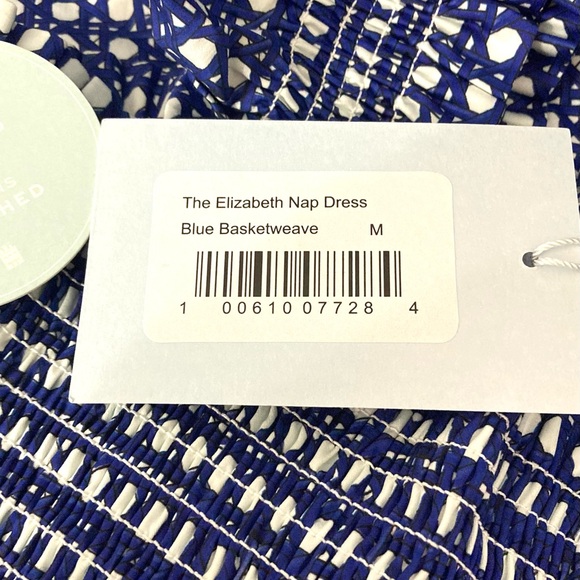 The Elizabeth Nap Dress
Blue Basketweave M
1 00610 07728 4